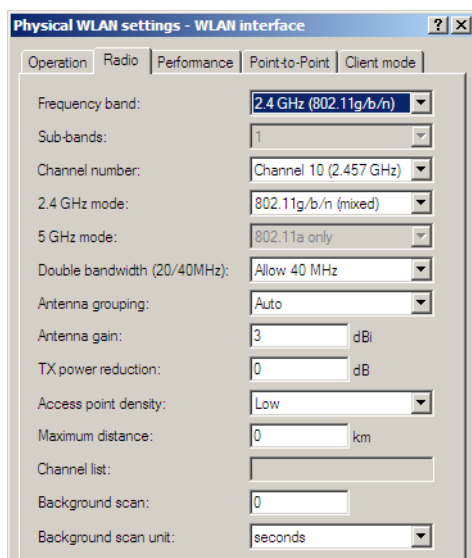 Physical WLAN settings - WLAN interface
Operation Radio Performance Point-to-Point Client mode
Frequency band: 2.4 GHz (802.11g/b/n)
Sub-bands: 1
Channel number: Channel 10 (2.457 GHz)
2.4 GHz mode: 802.11g/b/n (mixed)
5 GHz mode: 802.11a only
Double bandwidth (20/40MHz): Allow 40 MHz
Antenna grouping: Auto
Antenna gain: 3 dBi
TX power reduction: 0 dB
Access point density: Low
Maximum distance: 0 km
Channel list:
Background scan: 0
Background scan unit: seconds